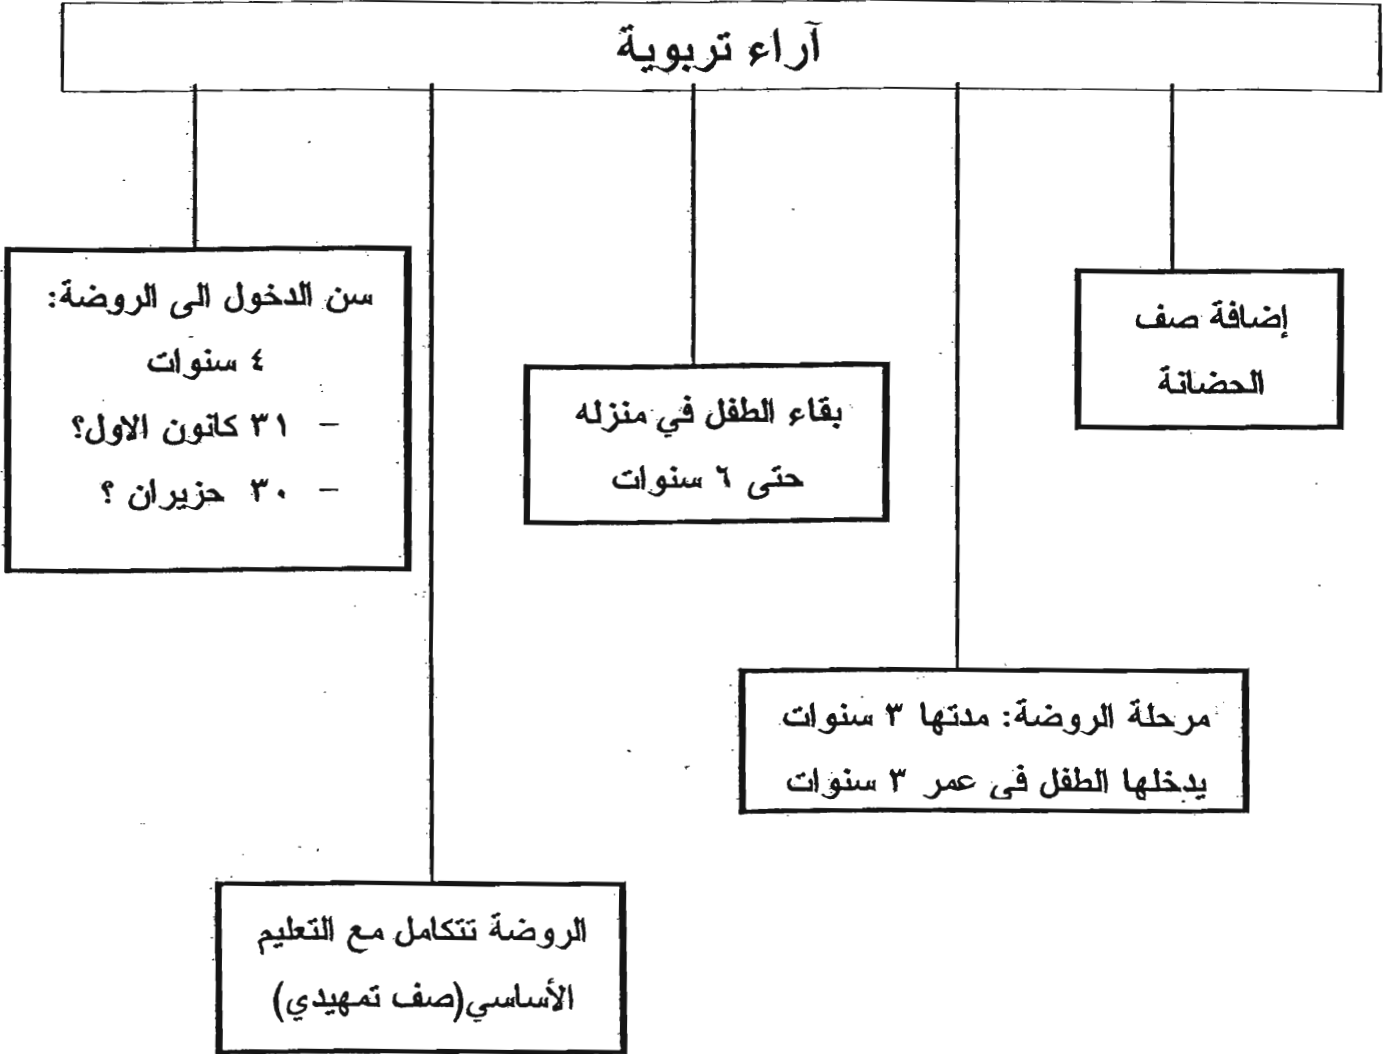 آراء تربوية
إضافة صف
الحضانة
مرحلة الروضة: مدتها ٣ سنوات
يدخلها الطفل في عمر ٣ سنوات
بقاء الطفل في منزله
حتى ٦ سنوات
الروضة تتكامل مع التعليم
الأساسي(صف تمهيدي)
سن الدخول الى الروضة:
٤ سنوات
- ٣١ كانون الاول؟
- ٣٠ حزيران ؟